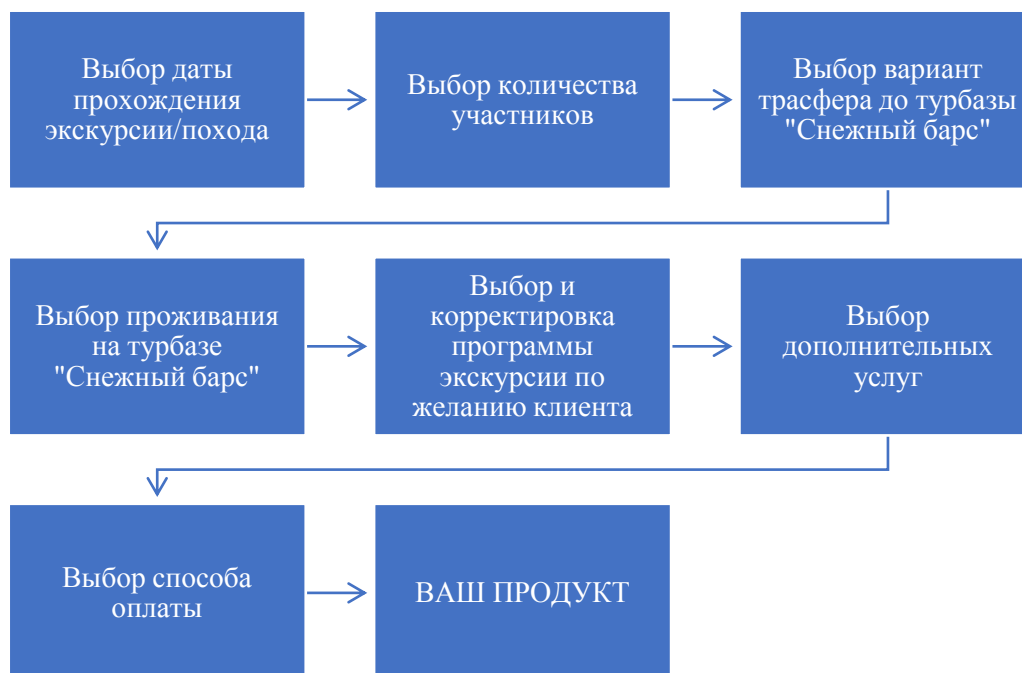 Выбор даты
прохождения
экскурсии/похода
Выбор количества
участников
Выбор вариант
трасфера до турбазы
"Снежный барс"
Выбор проживания
на турбазе
"Снежный барс"
Выбор и
корректировка
программы
экскурсии по
желанию клиента
Выбор
дополнительных
услуг
Выбор способа
оплаты
ВАШ ПРОДУКТ